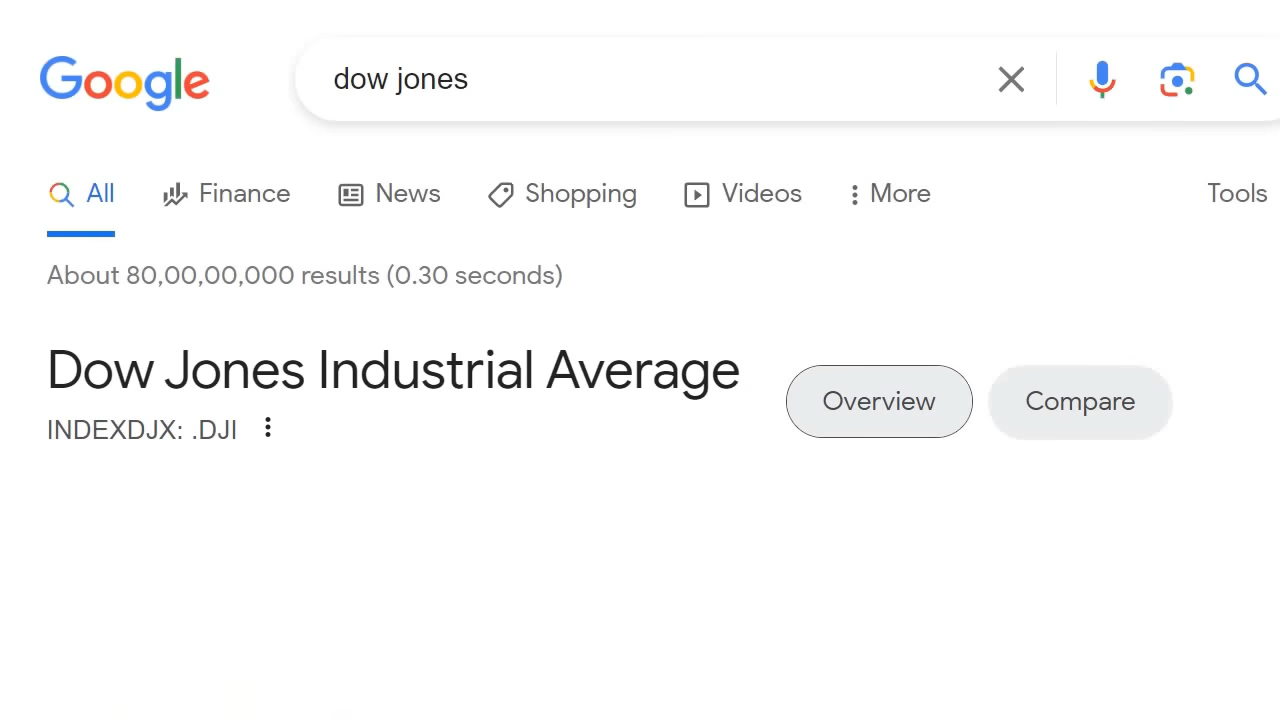 Google dow jones
All Finance News Shopping Videos More Tools
About 80,00,00,000 results (0.30 seconds)
Dow Jones Industrial Average
Overview Compare
INDEXDJX: .DJI